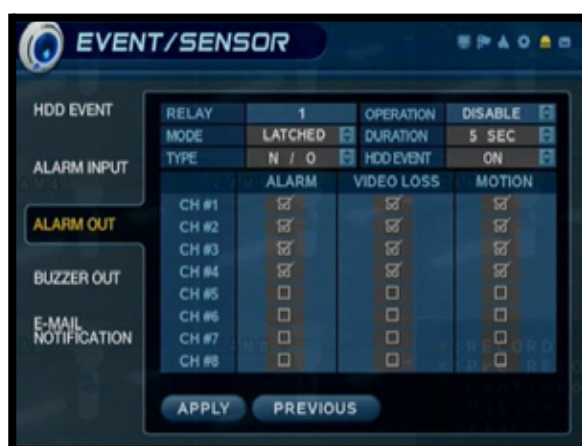 EVENT/SENSOR
HDD EVENT
ALARM INPUT
ALARM OUT
BUZZER OUT
E-MAIL
NOTIFICATION
RELAY 1 OPERATION DISABLE
MODE LATCHED DURATION 5 SEC
TYPE N / O HDD EVENT ON
ALARM VIDEO LOSS MOTION
CH #1
CH #2
CH #3
CH #4
CH #5
CH #6
CH #7
CH #8
RECORD
APPLY PREVIOUS